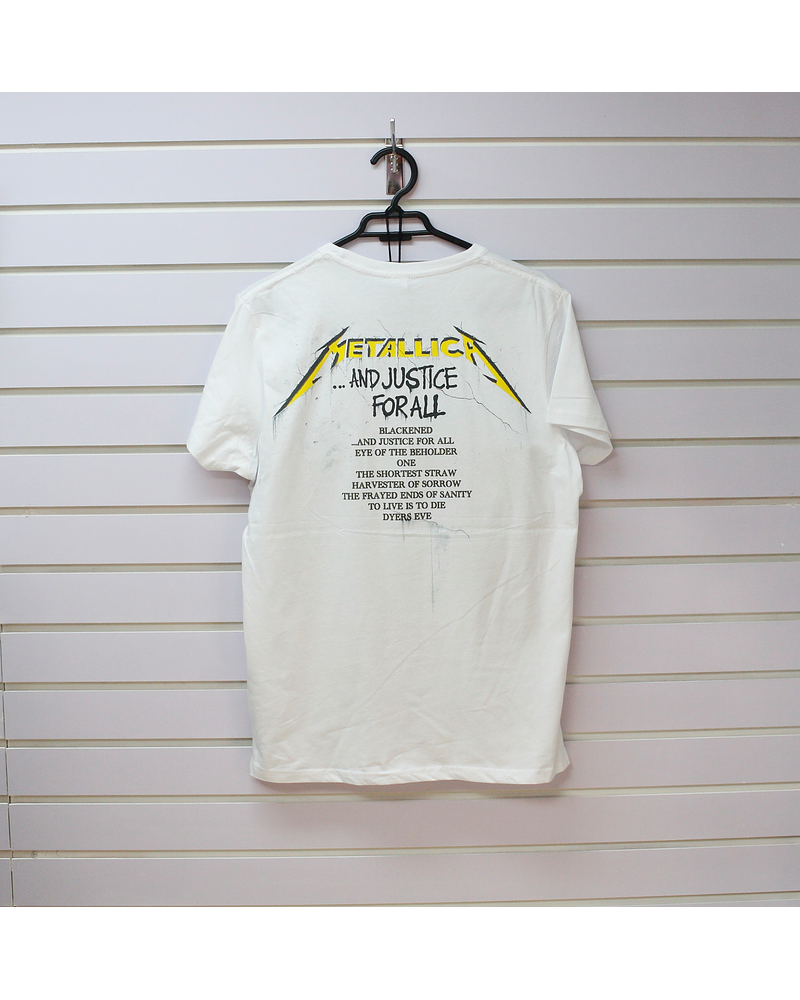 METALLICA
...AND JUSTICE
FOR ALL
BLACKENED
...AND JUSTICE FOR ALL
EYE OF THE BEHOLDER
ONE
THE SHORTEST STRAW
HARVESTER OF SORROW
THE FRAYED ENDS OF SANITY
TO LIVE IS TO DIE
DYERS EVE